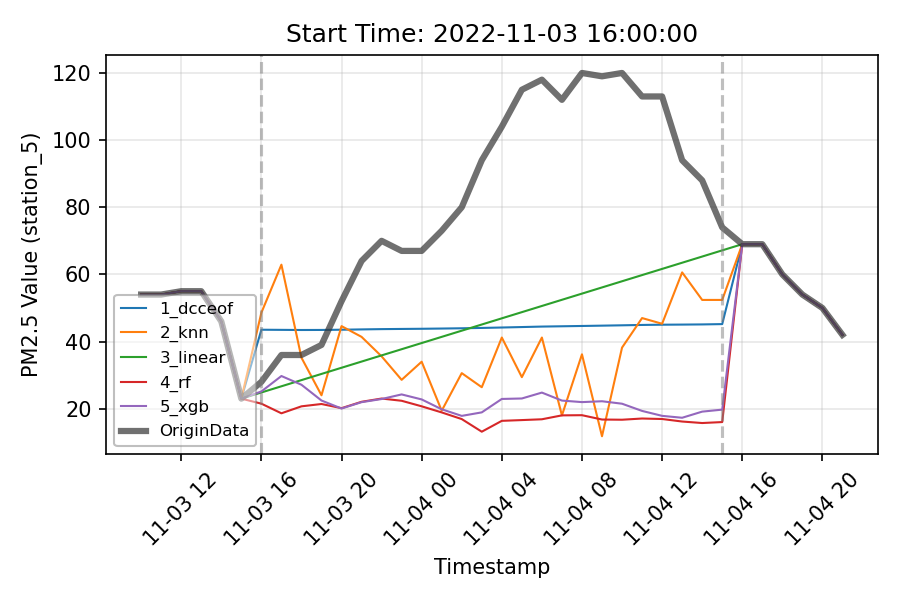 Start Time: 2022-11-03 16:00:00
PM2.5 Value (station_5)
120
100
80
60
40
20
1_dcceof
2_knn
3_linear
4_rf
5_xgb
OriginData
11-03 12
11-03 16
11-03 20
11-04 00
11-04 04
11-04 08
11-04 12
11-04 16
11-04 20
Timestamp